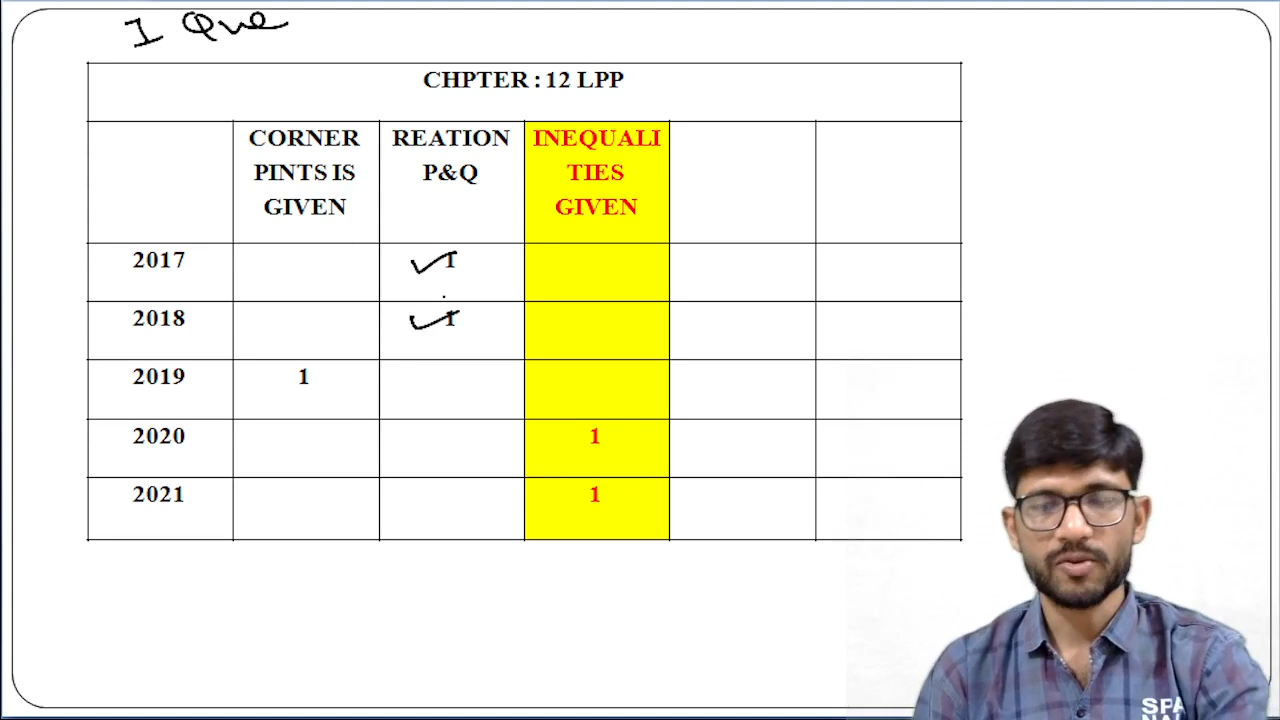 1 Que
CHPTER : 12 LPP
CORNER PINTS IS GIVEN
REATION P&Q
INEQUALI TIES GIVEN
2017 1
2018 1
2019 1
2020 1
2021 1